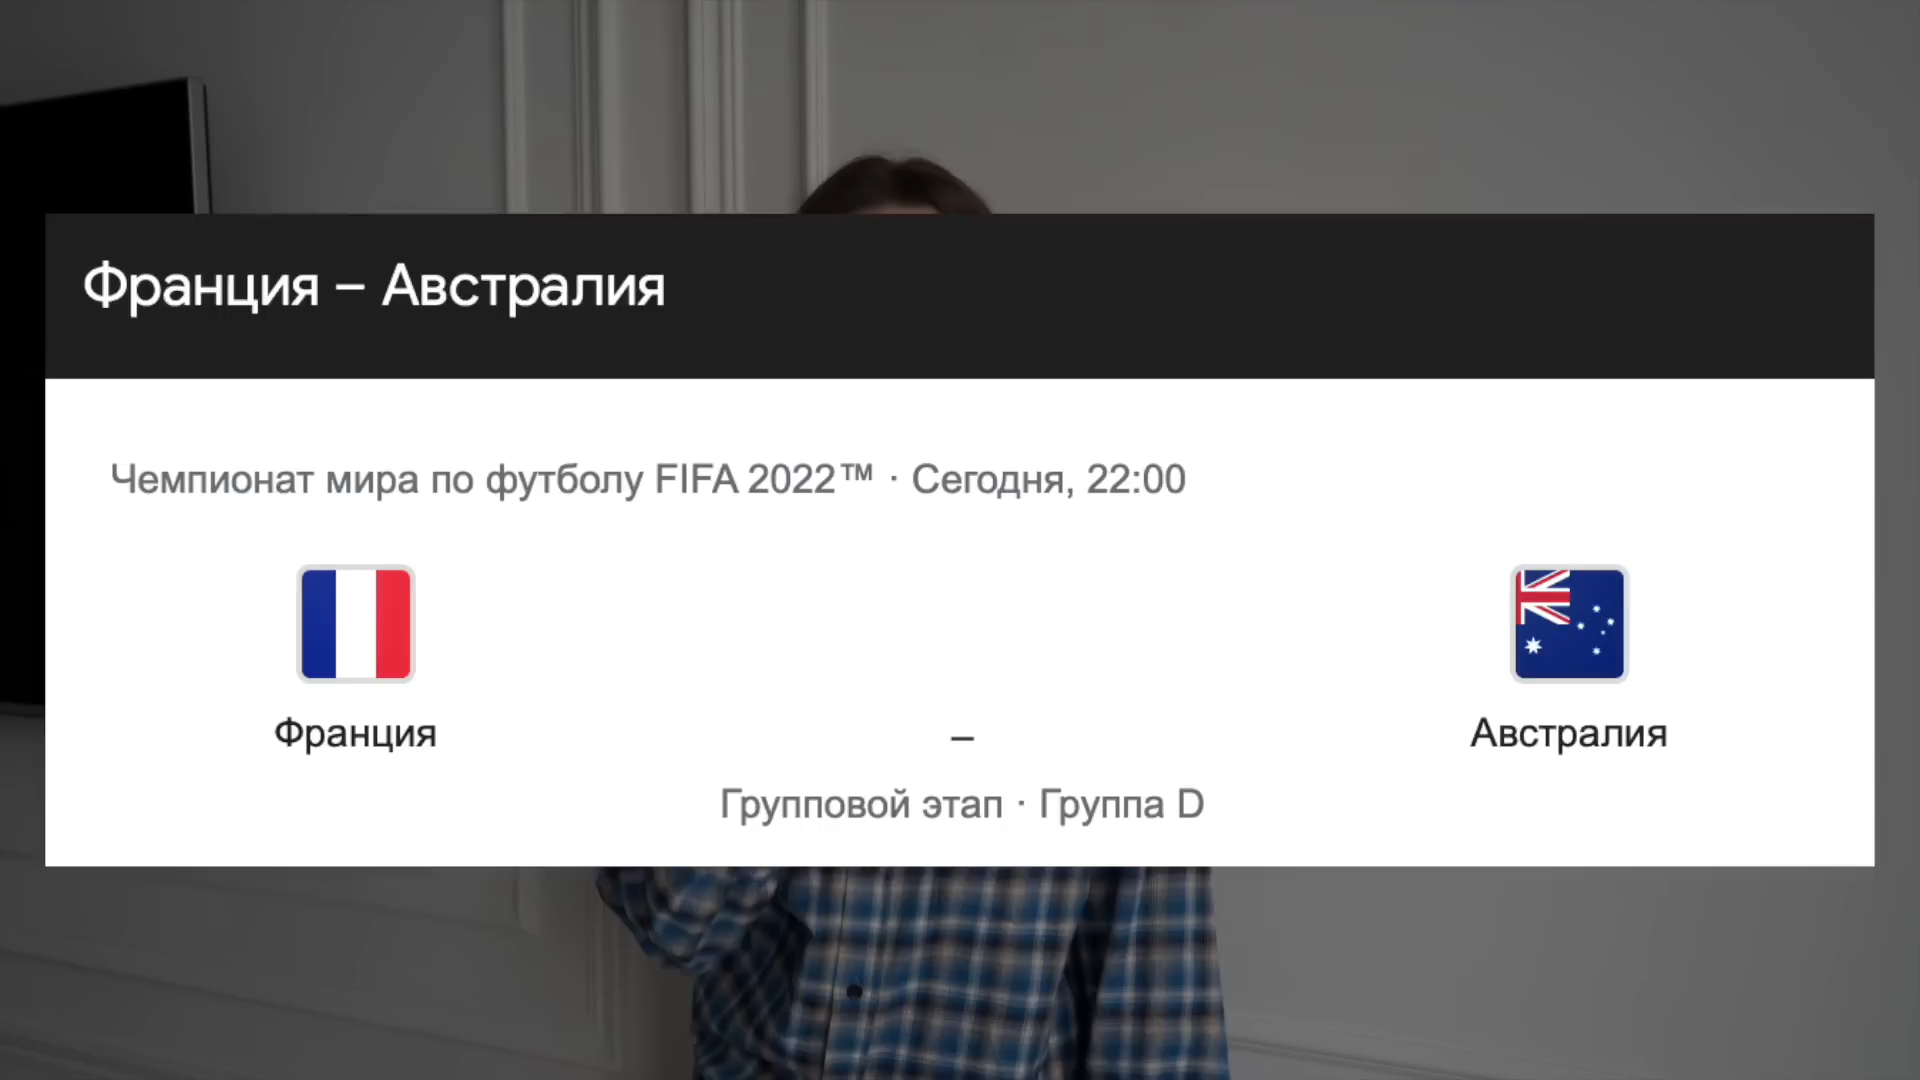 Франция – Австралия
Чемпионат мира по футболу FIFA 2022™ · Сегодня, 22:00
Франция
–
Австралия
Групповой этап · Группа D